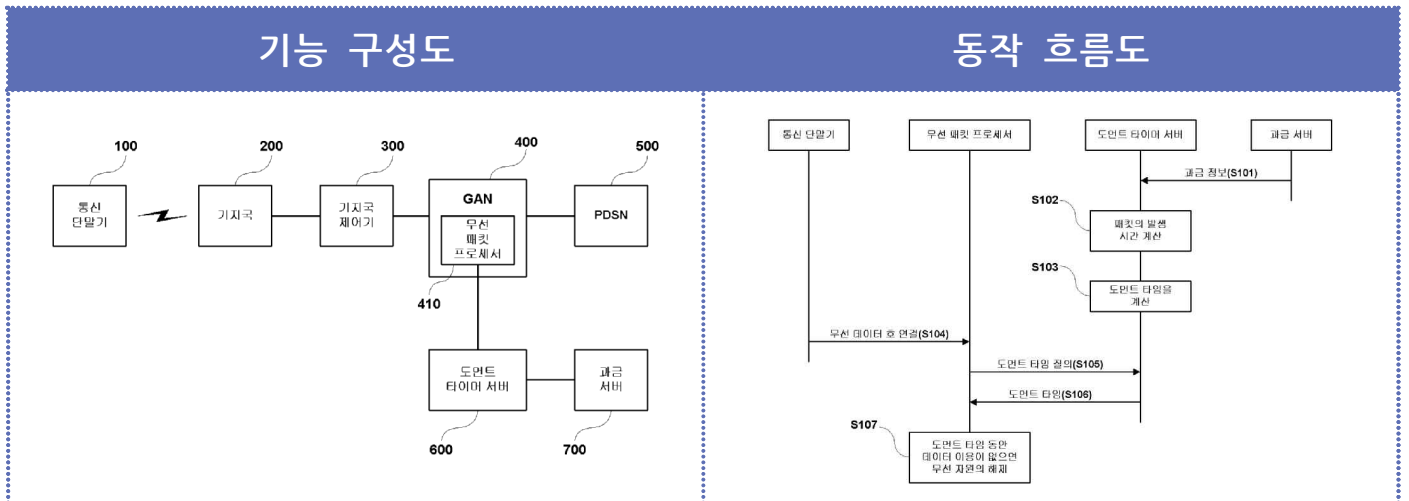 기능 구성도
동작 흐름도
100
200
300
400
500
통신
단말기
기지국
기지국
제어기
GAN
무선
패킷
프로세서
PDSN
410
도먼트
타이머 서버
과금
서버
600
700
통신 단말기
무선 패킷 프로세서
도먼트 타이머 서버
과금 서버
과금 정보(S101)
S102
패킷의 발생
시간 계산
S103
도먼트 타임을
계산
무선 데이터 호 연결(S104)
도먼트 타임 질의(S105)
도먼트 타임(S106)
S107
도먼트 타임 동안
데이터 이용이 없으면
무선 자원의 해제